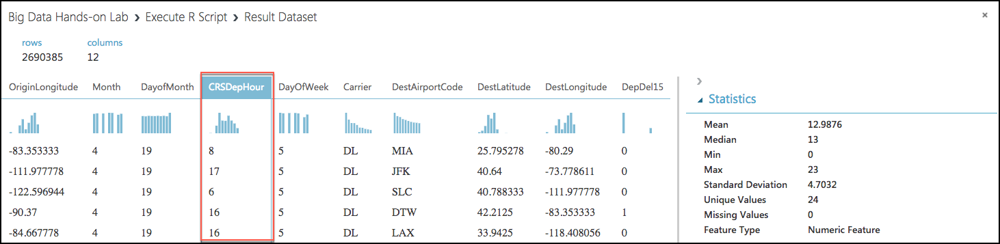 Big Data Hands-on Lab > Execute R Script > Result Dataset ×
rows columns
2690385 12
OriginLongitude Month DayofMonth CRSDepHour DayOfWeek Carrier DestAirportCode DestLatitude DestLongitude DepDel15
-83.353333 4 19 8 5 DL MIA 25.795278 -80.29 0
-111.977778 4 19 17 5 DL JFK 40.64 -73.778611 0
-122.596944 4 19 6 5 DL SLC 40.788333 -111.977778 0
-90.37 4 19 16 5 DL DTW 42.2125 -83.353333 1
-84.667778 4 19 16 5 DL LAX 33.9425 -118.408056 0
Statistics
Mean 12.9876
Median 13
Min 0
Max 23
Standard Deviation 4.7032
Unique Values 24
Missing Values 0
Feature Type Numeric Feature